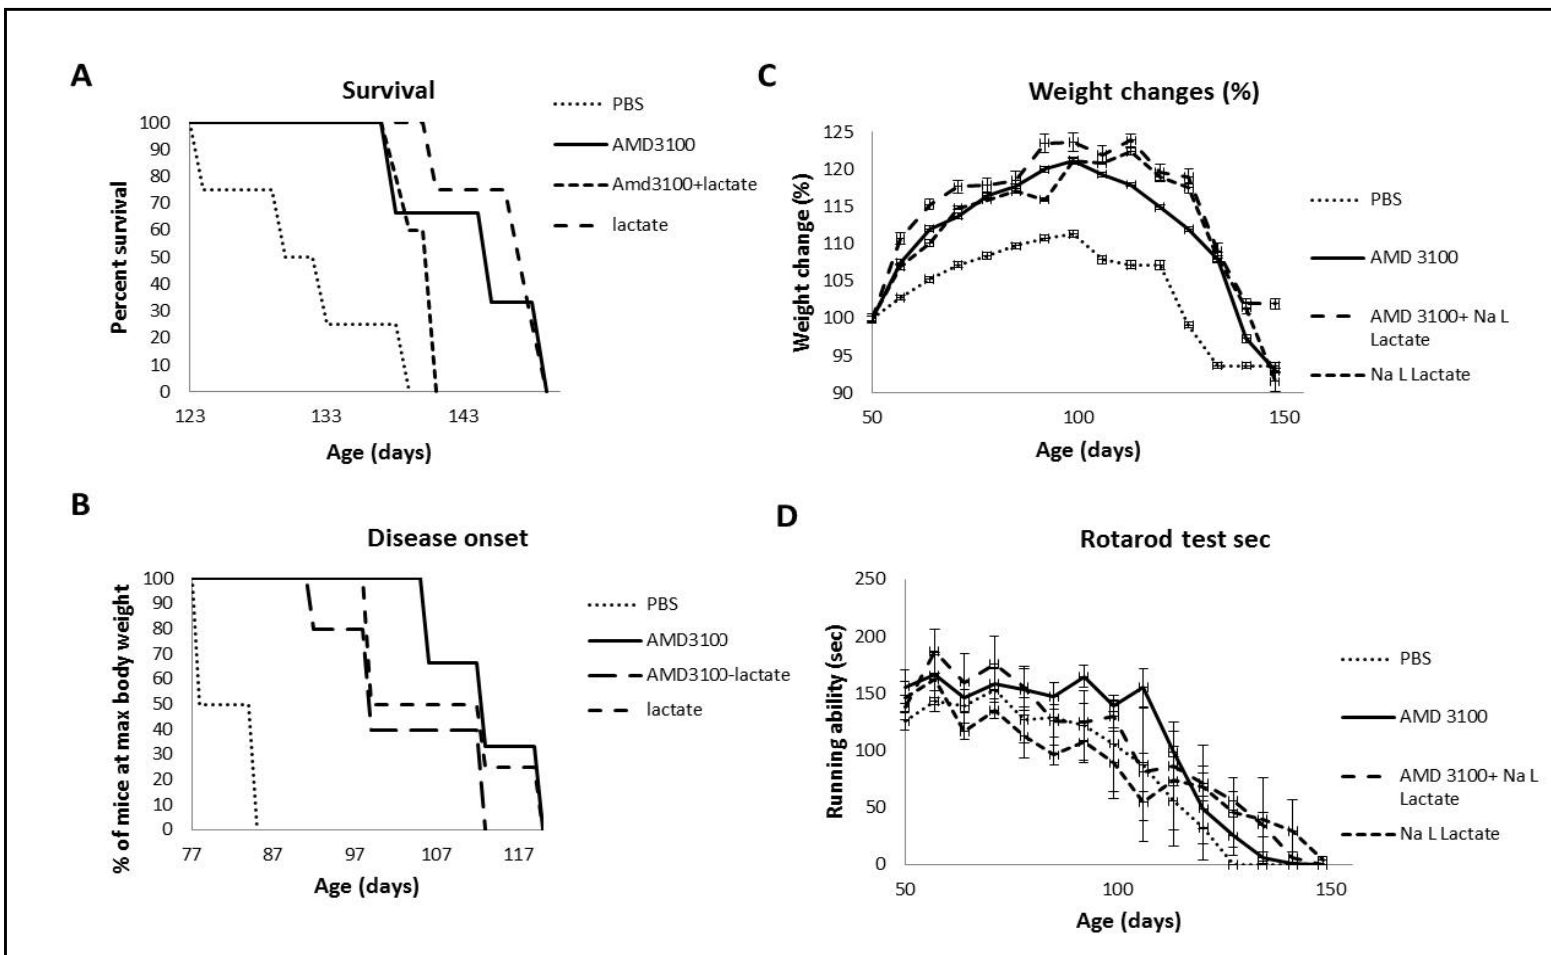 A
Survival
PBS
AMD3100
Amd3100+lactate
lactate
Percent survival
100
90
80
70
60
50
40
30
20
10
0
123
133
143
Age (days)
C
Weight changes (%)
Weight change (%)
125
120
115
110
105
100
95
90
50
100
150
Age (days)
PBS
AMD 3100
AMD 3100+ Na L
Lactate
Na L Lactate
B
Disease onset
% of mice at max body weight
100
90
80
70
60
50
40
30
20
10
0
77
87
97
107
117
Age (days)
PBS
AMD3100
AMD3100-lactate
lactate
D
Rotarod test sec
Running ability (sec)
250
200
150
100
50
0
50
100
150
Age (days)
PBS
AMD 3100
AMD 3100+ Na L
Lactate
Na L Lactate